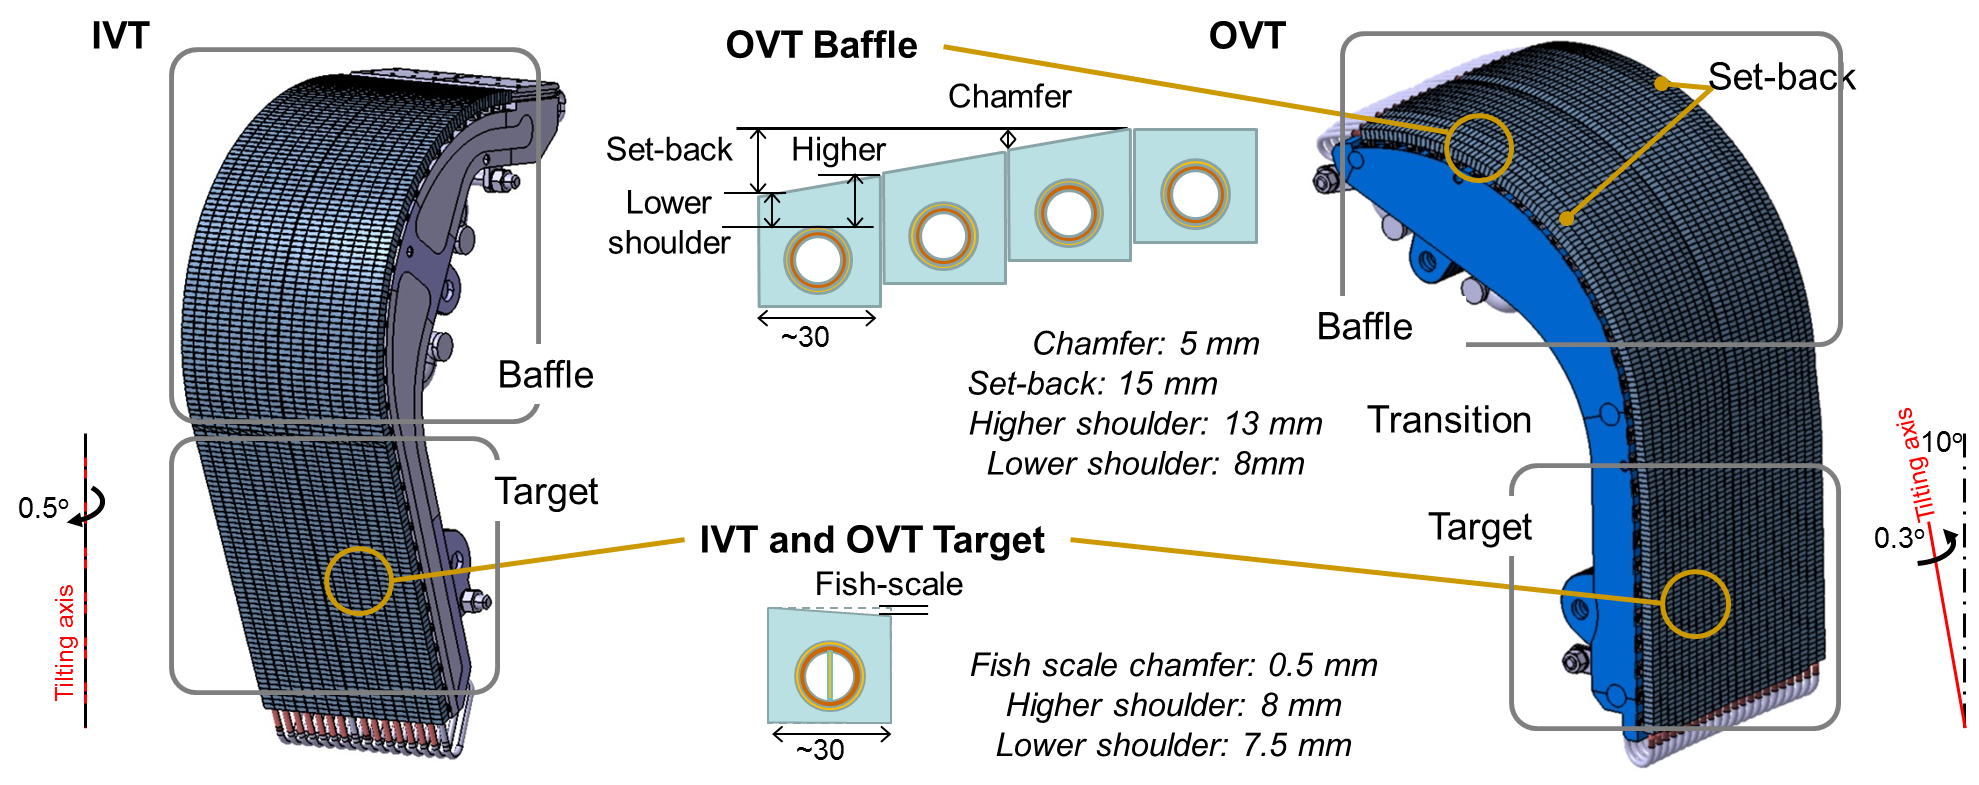 IVT
OVT Baffle
OVT
Set-back
Chamfer
Set-back
Higher
Lower
shoulder
~30
Baffle
Baffle
Chamfer: 5 mm
Set-back: 15 mm
Higher shoulder: 13 mm
Lower shoulder: 8mm
Transition
Target
Target
0.5º
Tilting axis
Tilting axis
10º
0.3º
IVT and OVT Target
Fish-scale
~30
Fish scale chamfer: 0.5 mm
Higher shoulder: 8 mm
Lower shoulder: 7.5 mm